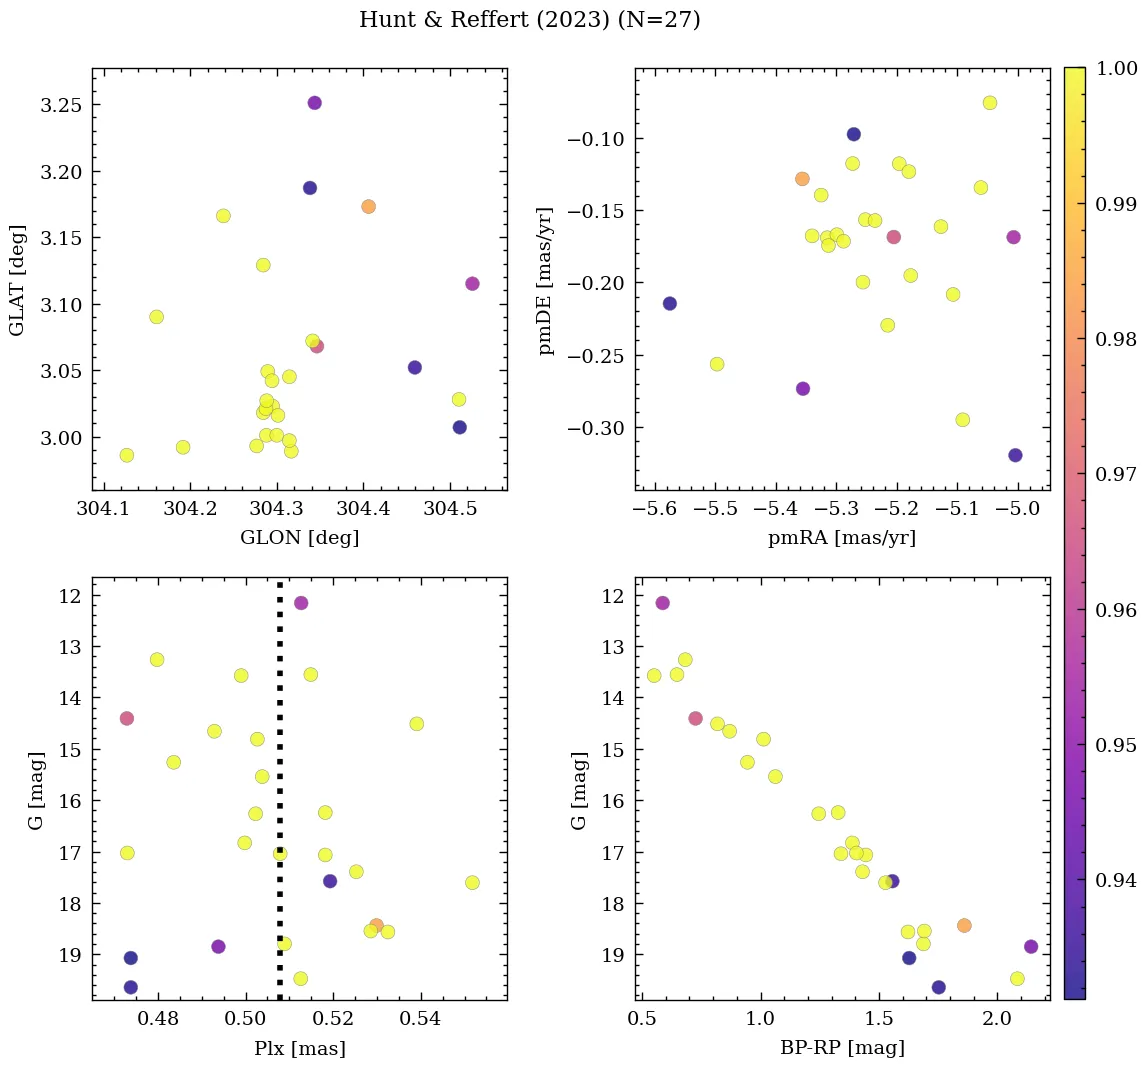 Hunt & Reffert (2023) (N=27)
3.25
3.20
3.15
3.10
3.05
3.00
GLAT [deg]
304.1 304.2 304.3 304.4 304.5
GLON [deg]
−0.10
−0.15
−0.20
−0.25
−0.30
pmDE [mas/yr]
−5.6 −5.5 −5.4 −5.3 −5.2 −5.1 −5.0
pmRA [mas/yr]
12
13
14
15
16
17
18
19
G [mag]
0.48 0.50 0.52 0.54
Plx [mas]
12
13
14
15
16
17
18
19
G [mag]
0.5 1.0 1.5 2.0
BP-RP [mag]
1.00
0.99
0.98
0.97
0.96
0.95
0.94